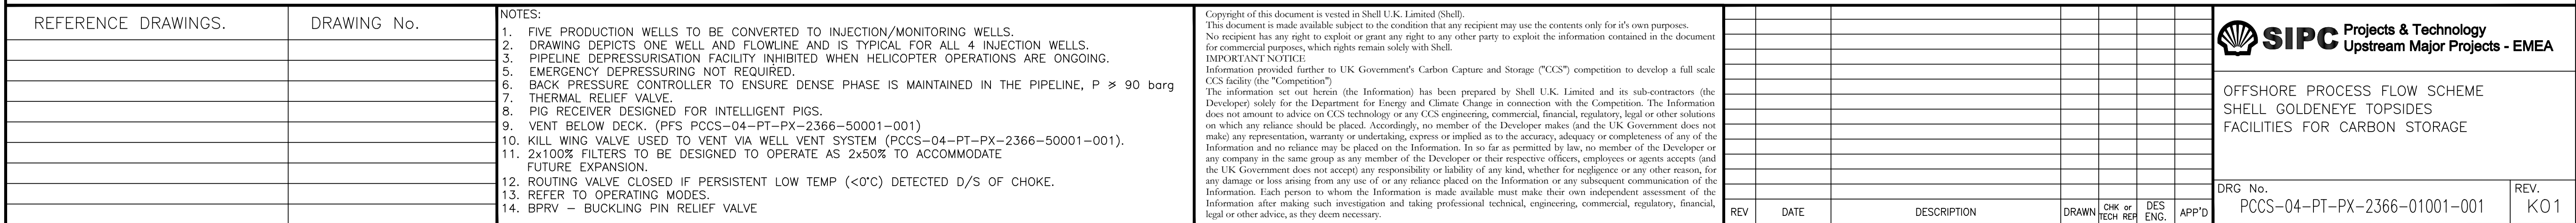 REFERENCE DRAWINGS.
DRAWING No.
NOTES:
1. FIVE PRODUCTION WELLS TO BE CONVERTED TO INJECTION/MONITORING WELLS.
2. DRAWING DEPICTS ONE WELL AND FLOWLINE AND IS TYPICAL FOR ALL 4 INJECTION WELLS.
3. PIPELINE DEPRESSURISATION FACILITY INHIBITED WHEN HELICOPTER OPERATIONS ARE ONGOING.
5. EMERGENCY DEPRESSURING NOT REQUIRED.
6. BACK PRESSURE CONTROLLER TO ENSURE DENSE PHASE IS MAINTAINED IN THE PIPELINE, P ⩾ 90 barg
7. THERMAL RELIEF VALVE.
8. PIG RECEIVER DESIGNED FOR INTELLIGENT PIGS.
9. VENT BELOW DECK. (PFS PCCS-04-PT-PX-2366-50001-001)
10. KILL WING VALVE USED TO VENT VIA WELL VENT SYSTEM (PCCS-04-PT-PX-2366-50001-001).
11. 2x100% FILTERS TO BE DESIGNED TO OPERATE AS 2x50% TO ACCOMMODATE
FUTURE EXPANSION.
12. ROUTING VALVE CLOSED IF PERSISTENT LOW TEMP (<0°C) DETECTED D/S OF CHOKE.
13. REFER TO OPERATING MODES.
14. BPRV – BUCKLING PIN RELIEF VALVE
Copyright of this document is vested in Shell U.K. Limited (Shell).
This document is made available subject to the condition that any recipient may use the contents only for it's own purposes.
No recipient has any right to exploit or grant any right to any other party to exploit the information contained in the document
for commercial purposes, which rights remain solely with Shell.
IMPORTANT NOTICE
Information provided further to UK Government's Carbon Capture and Storage ("CCS") competition to develop a full scale
CCS facility (the "Competition")
The information set out herein (the Information) has been prepared by Shell U.K. Limited and its sub-contractors (the
Developer) solely for the Department for Energy and Climate Change in connection with the Competition. The Information
does not amount to advice on CCS technology or any CCS engineering, commercial, financial, regulatory, legal or other solutions
on which any reliance should be placed. Accordingly, no member of the Developer makes (and the UK Government does not
make) any representation, warranty or undertaking, express or implied as to the accuracy, adequacy or completeness of any of the
Information and no reliance may be placed on the Information. In so far as permitted by law, no member of the Developer or
any company in the same group as any member of the Developer or their respective officers, employees or agents accepts (and
the UK Government does not accept) any responsibility or liability of any kind, whether for negligence or any other reason, for
any damage or loss arising from any use of or any reliance placed on the Information or any subsequent communication of the
Information. Each person to whom the Information is made available must make their own independent assessment of the
Information after making such investigation and taking professional technical, engineering, commercial, regulatory, financial,
legal or other advice, as they deem necessary.
REV
DATE
DESCRIPTION
DRAWN
CHK or
TECH REP
DES
ENG.
APP'D
SIPC
Projects & Technology
Upstream Major Projects - EMEA
OFFSHORE PROCESS FLOW SCHEME
SHELL GOLDENEYE TOPSIDES
FACILITIES FOR CARBON STORAGE
DRG No.
PCCS-04-PT-PX-2366-01001-001
REV.
K01